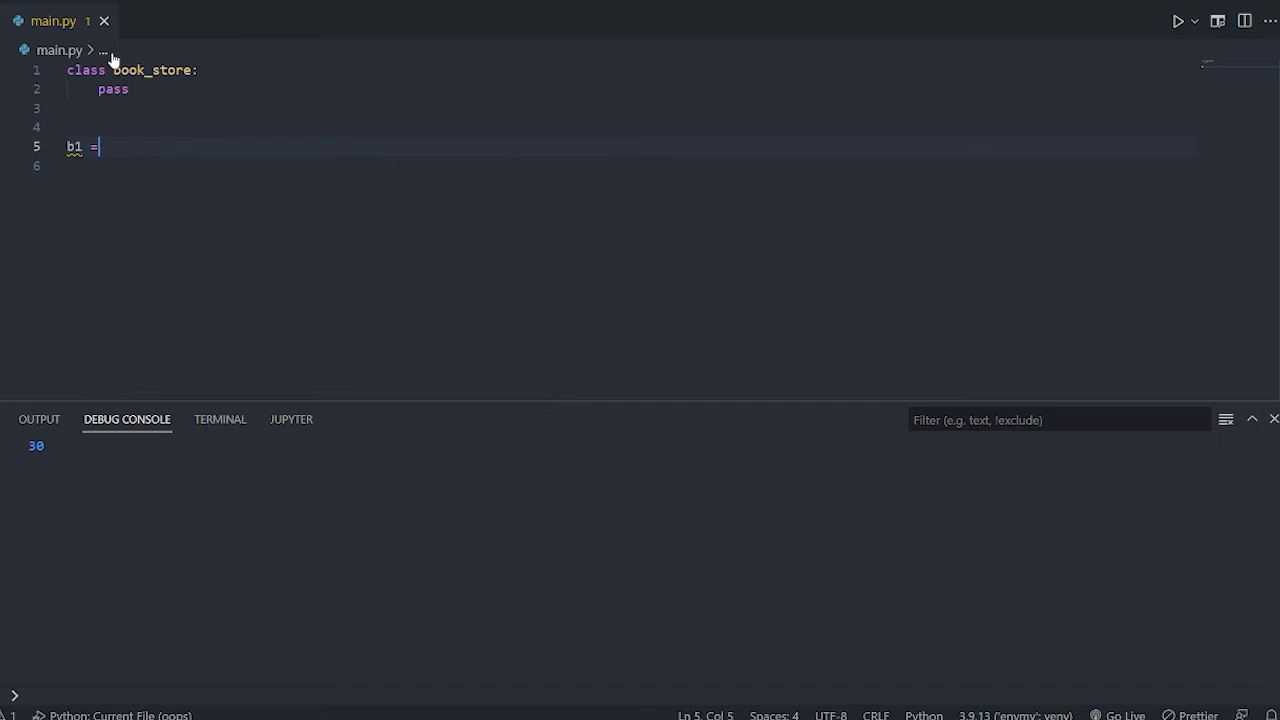 main.py 1
main.py > ...
1 class book_store:
2 pass
3
4
5 b1 =
6
OUTPUT DEBUG CONSOLE TERMINAL JUPYTER Filter (e.g. text, !exclude)
30
1 Python: Current File (oops) Ln 5, Col 5 Spaces: 4 UTF-8 CRLF Python 3.9.13 ('envmy': venv) Go Live Prettier